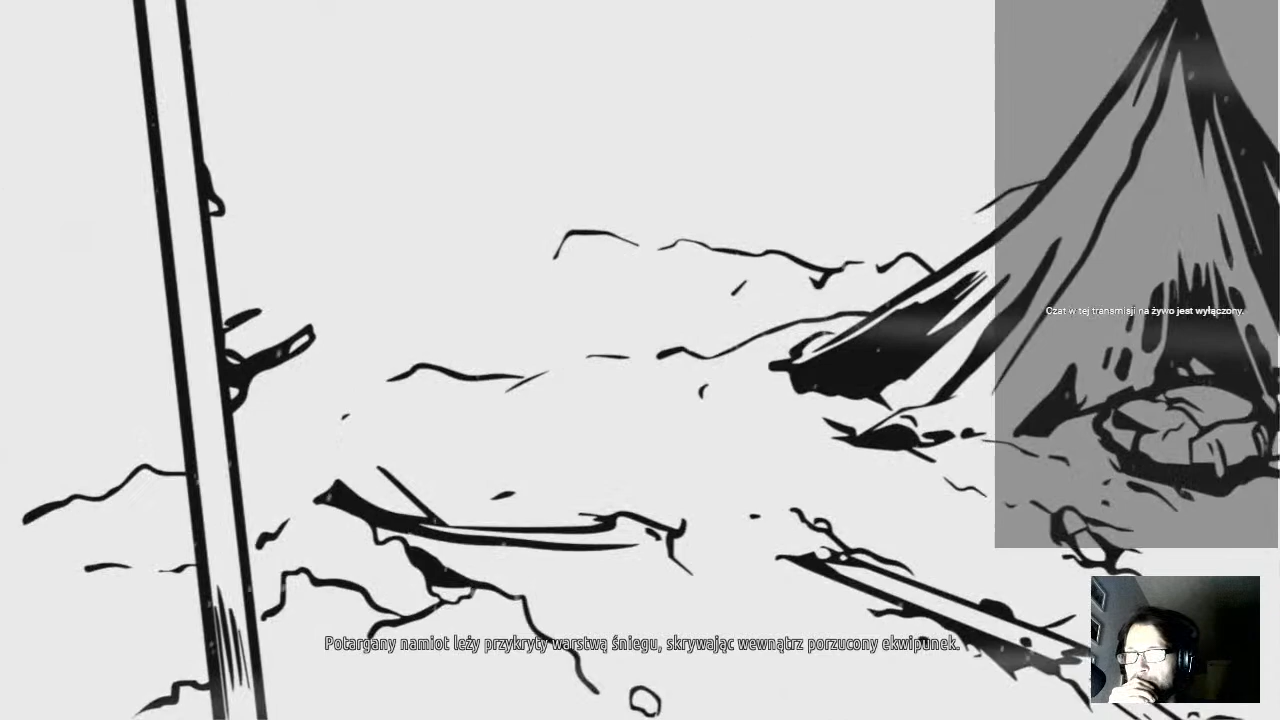 Czat w tej transmisji na żywo jest wyłączony.
Potargany namiot leży przykryty warstwą śniegu, skrywając wewnątrz porzucony ekwipunek.